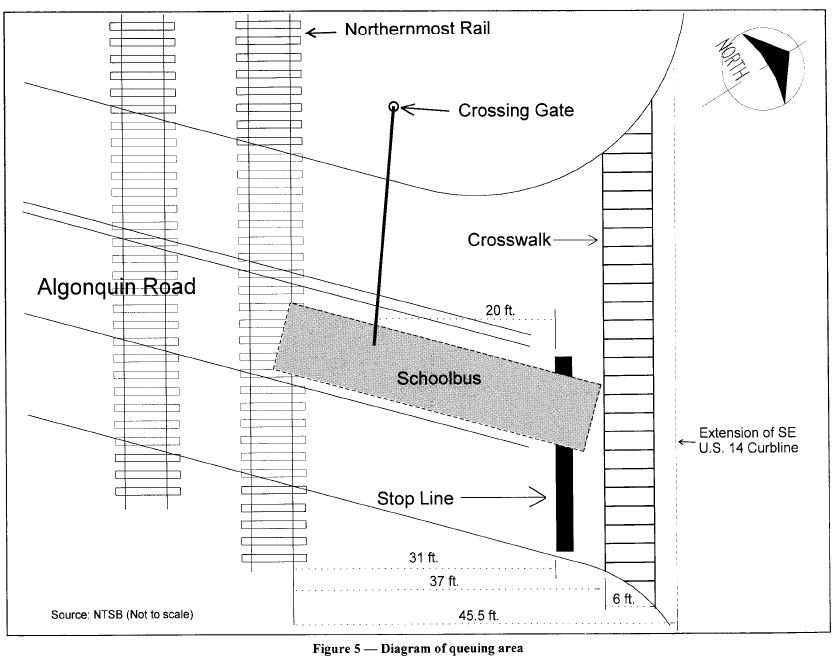 Northernmost Rail
NORTH
Crossing Gate
Crosswalk
Algonquin Road
20 ft.
Schoolbus
Extension of SE
U.S. 14 Curbline
Stop Line
31 ft.
37 ft.
6 ft.
Source: NTSB (Not to scale)
45.5 ft.
Figure 5 — Diagram of queuing area